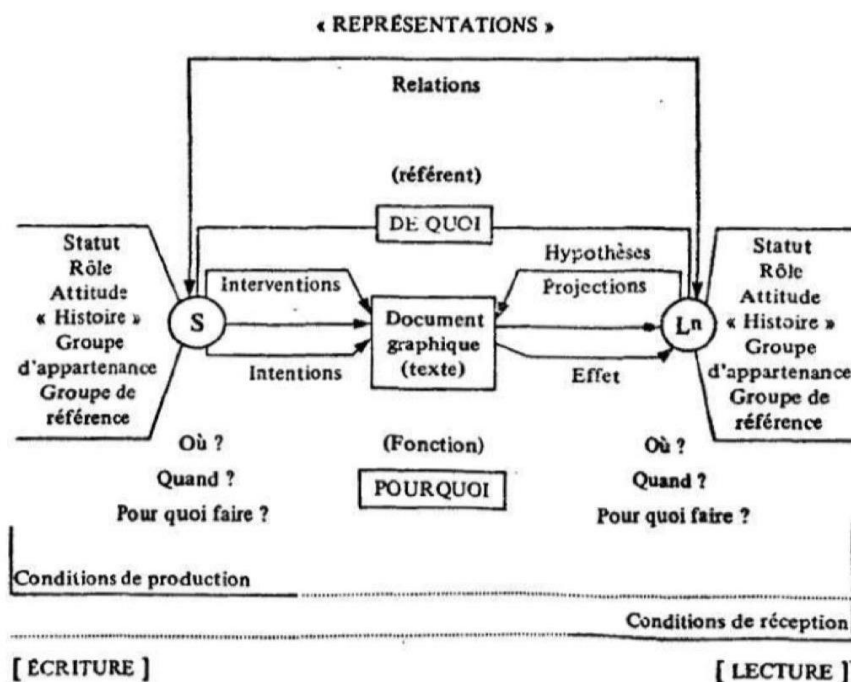 « REPRÉSENTATIONS »
Relations
(référent)
DE QUOI
Statut
Rôle
Attitude
« Histoire »
Groupe
d'appartenance
Groupe de
référence
S
Interventions
Intentions
Document
graphique
(texte)
Hypothèses
Projections
Effet
Lⁿ
Statut
Rôle
Attitude
« Histoire »
Groupe
d'appartenance
Groupe de
référence
Où ?
Quand ?
Pour quoi faire ?
(Fonction)
POURQUOI
Où ?
Quand ?
Pour quoi faire ?
Conditions de production
Conditions de réception
[ ÉCRITURE ]
[ LECTURE ]